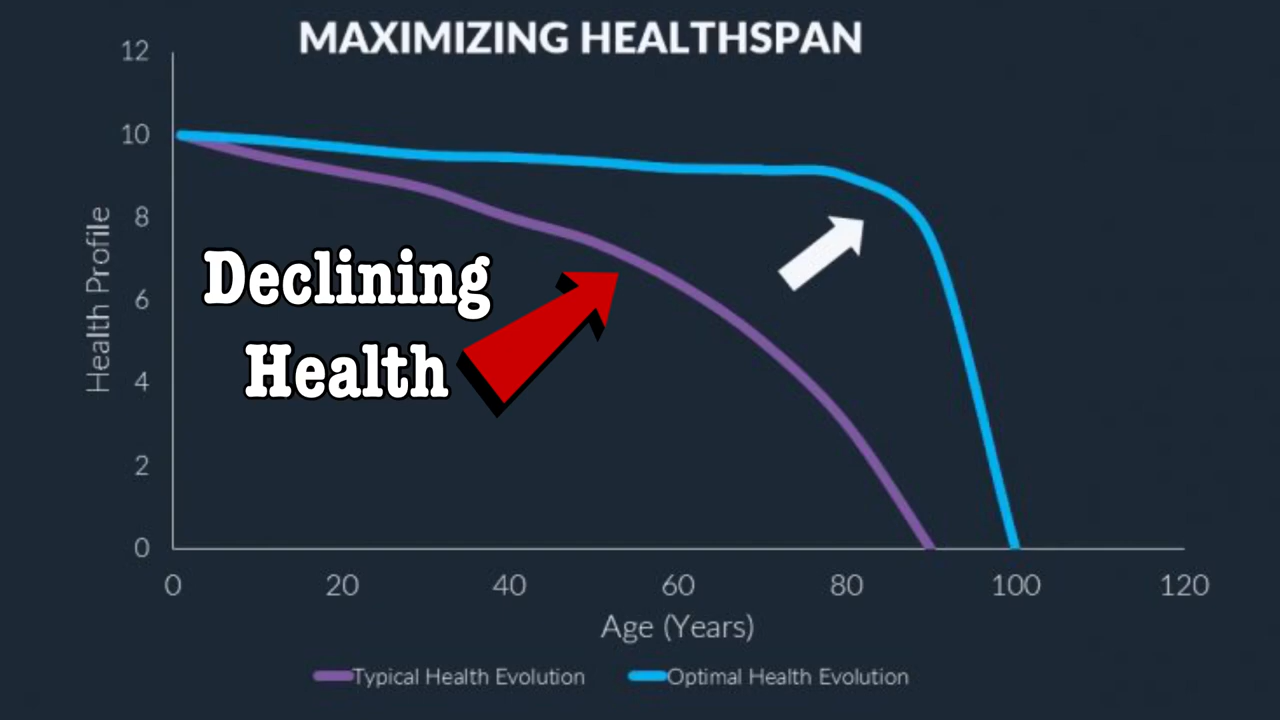 MAXIMIZING HEALTHSPAN
12
10
8
6
4
2
0
Health Profile
Declining
Health
0 20 40 60 80 100 120
Age (Years)
Typical Health Evolution Optimal Health Evolution